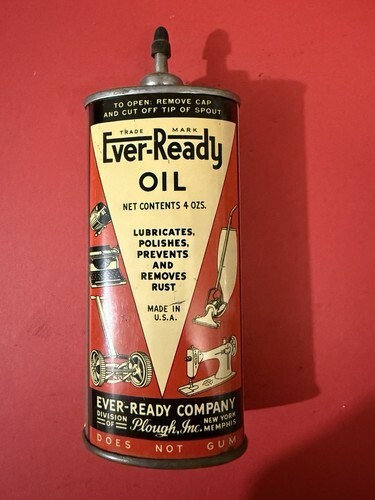 TO OPEN: REMOVE CAP
AND CUT OFF TIP OF SPOUT
TRADE MARK
Ever-Ready
OIL
NET CONTENTS 4 OZS.
LUBRICATES,
POLISHES,
PREVENTS
AND
REMOVES
RUST
MADE IN
U.S.A.
EVER-READY COMPANY
DIVISION OF Plough, Inc. NEW YORK MEMPHIS
DOES NOT GUM